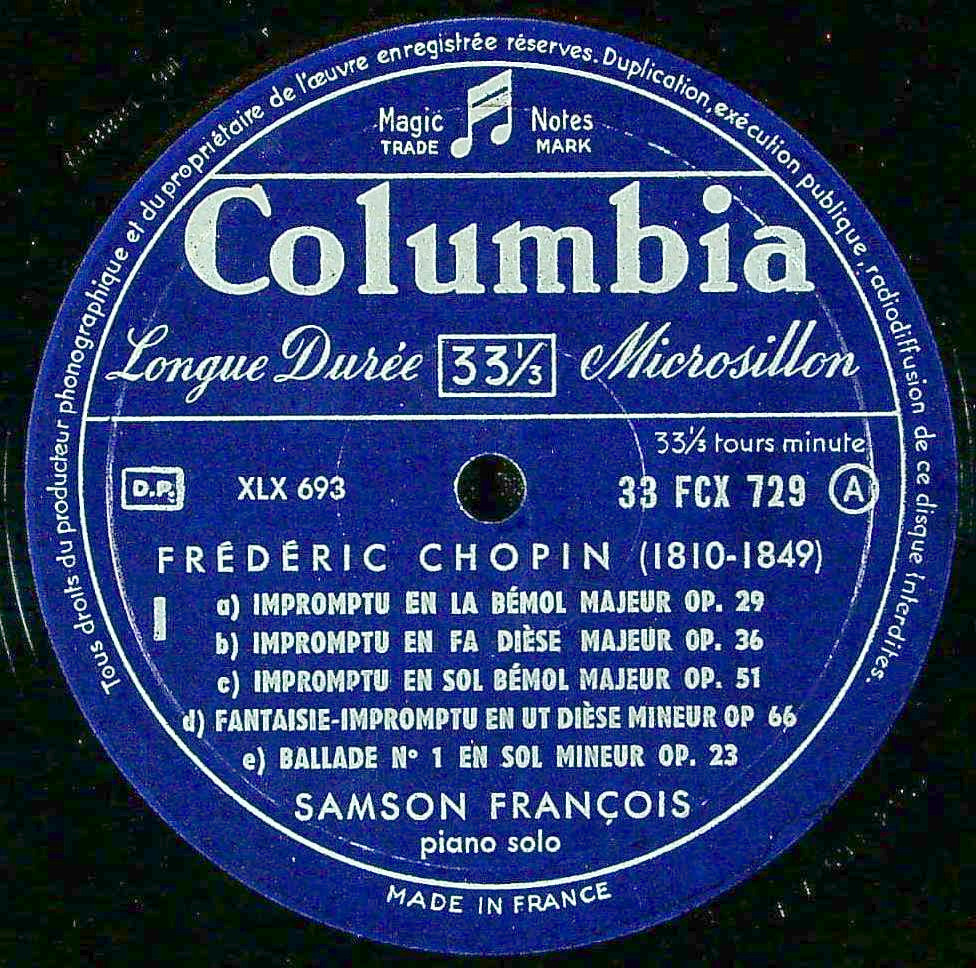 Tous droits du producteur phonographique et du propriétaire de l'œuvre enregistrée réserves. Duplication, exécution publique, radiodiffusion de ce disque interdites.
Magic Notes
TRADE MARK
Columbia
Longue Durée 33 1/3 Microsillon
33 1/3 tours minute
D.P. XLX 693 33 FCX 729 A
FRÉDÉRIC CHOPIN (1810-1849)
I a) IMPROMPTU EN LA BÉMOL MAJEUR OP. 29
b) IMPROMPTU EN FA DIÈSE MAJEUR OP. 36
c) IMPROMPTU EN SOL BÉMOL MAJEUR OP. 51
d) FANTAISIE-IMPROMPTU EN UT DIÈSE MINEUR OP 66
e) BALLADE N° 1 EN SOL MINEUR OP. 23
SAMSON FRANÇOIS
piano solo
MADE IN FRANCE